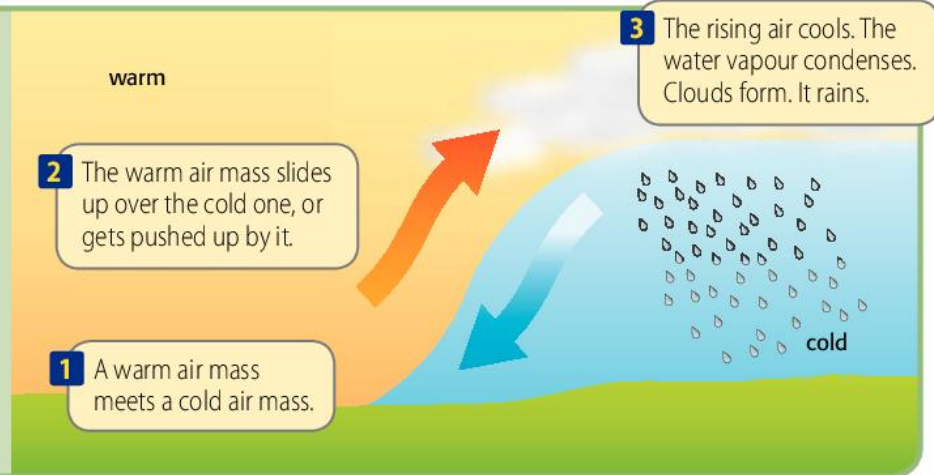 warm
1 A warm air mass
meets a cold air mass.
2 The warm air mass slides
up over the cold one, or
gets pushed up by it.
3 The rising air cools. The
water vapour condenses.
Clouds form. It rains.
cold